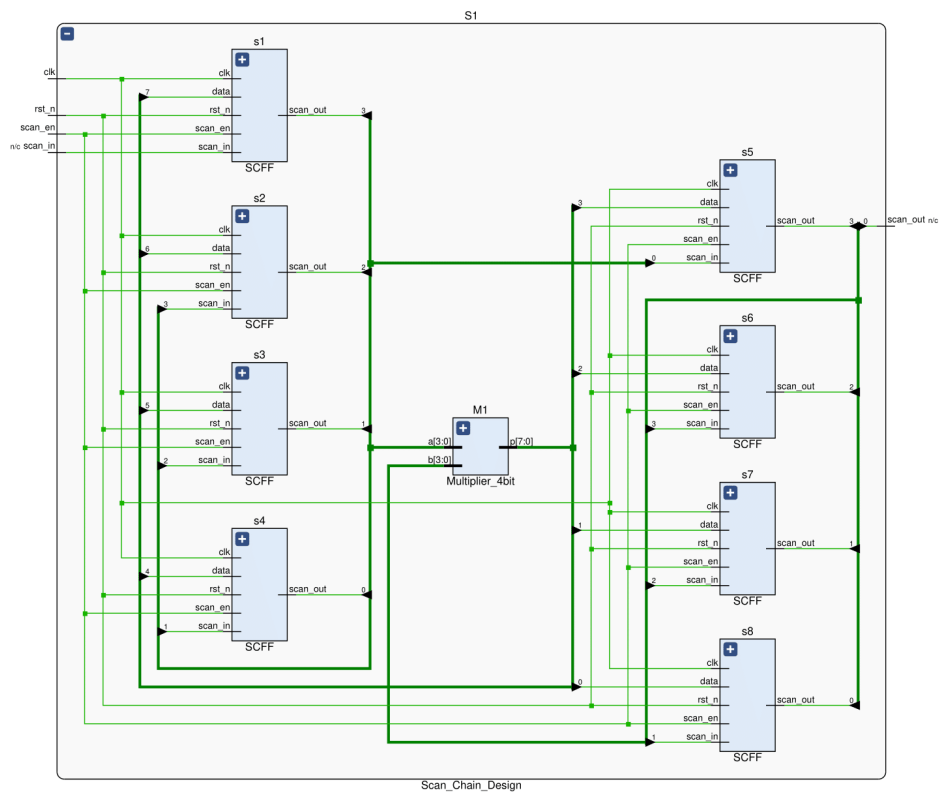 S1
clk
rst_n
scan_en
n/c scan_in
s1
clk
7
data
rst_n
scan_en
scan_in
scan_out
3
SCFF
s2
clk
6
data
rst_n
scan_en
3
scan_in
scan_out
2
SCFF
s3
clk
5
data
rst_n
scan_en
2
scan_in
scan_out
1
SCFF
s4
clk
4
data
rst_n
scan_en
1
scan_in
scan_out
0
SCFF
M1
a[3:0]
b[3:0]
p[7:0]
Multiplier_4bit
s5
clk
3
data
rst_n
scan_en
0
scan_in
scan_out
3
0
scan_out n/c
SCFF
s6
clk
2
data
rst_n
scan_en
3
scan_in
scan_out
2
SCFF
s7
clk
1
data
rst_n
scan_en
2
scan_in
scan_out
1
SCFF
s8
clk
0
data
rst_n
scan_en
1
scan_in
scan_out
0
SCFF
Scan_Chain_Design